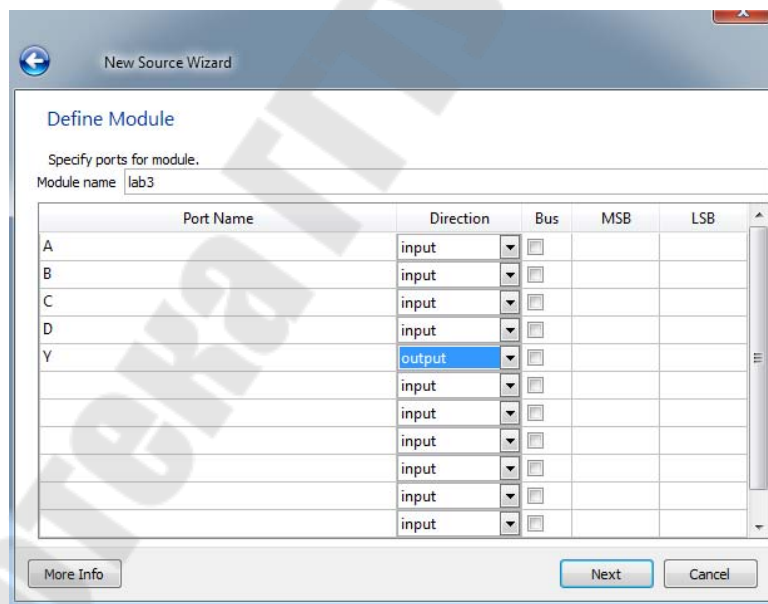 New Source Wizard
Define Module
Specify ports for module.
Module name lab3
Port Name Direction Bus MSB LSB
A input
B input
C input
D input
Y output
input
input
input
input
input
input
More Info Next Cancel